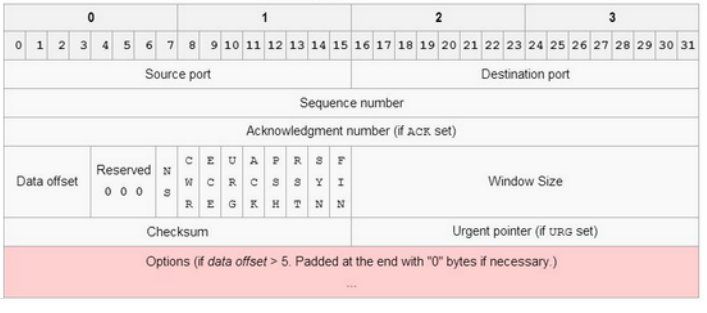 0 1 2 3
0 1 2 3 4 5 6 7 8 9 10 11 12 13 14 15 16 17 18 19 20 21 22 23 24 25 26 27 28 29 30 31
Source port Destination port
Sequence number
Acknowledgment number (if ACK set)
Data offset Reserved 0 0 0 NS CWR ECE URG ACK PSH RST SYN FIN Window Size
Checksum Urgent pointer (if URG set)
Options (if data offset > 5. Padded at the end with "0" bytes if necessary.)
...